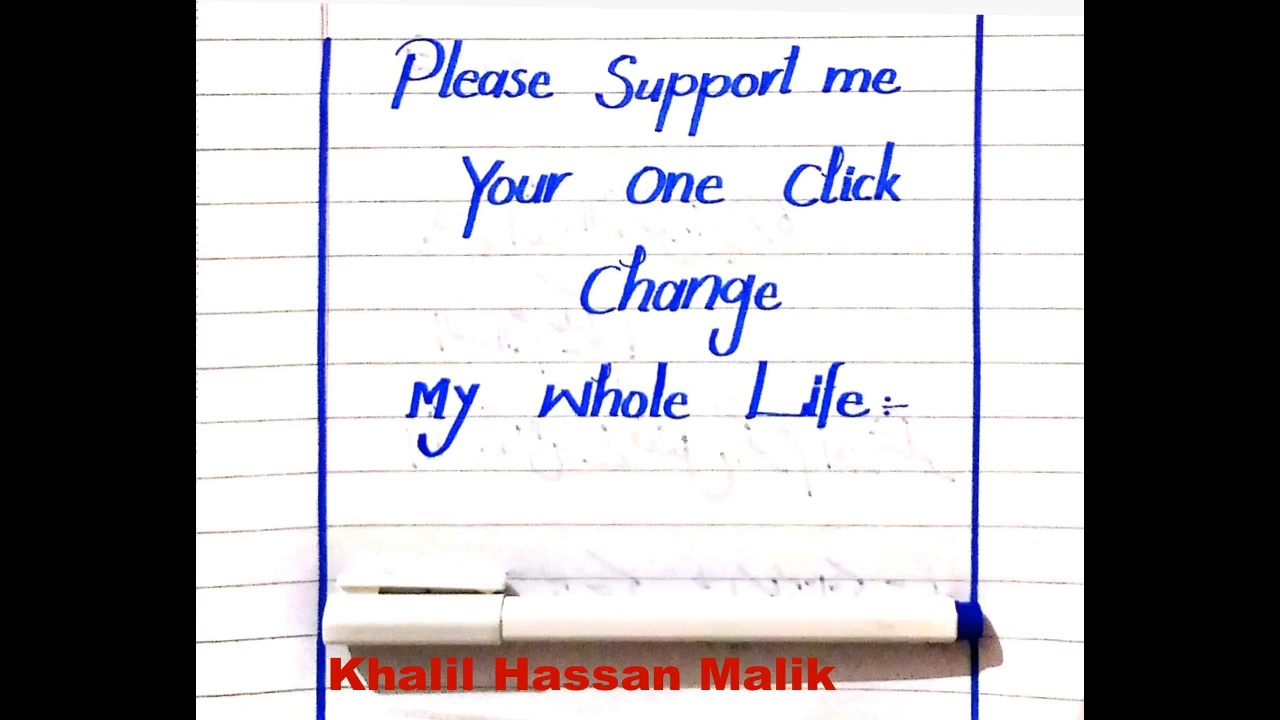 Please Support me
Your one Click
Change
My whole Life :-
Khalil Hassan Malik